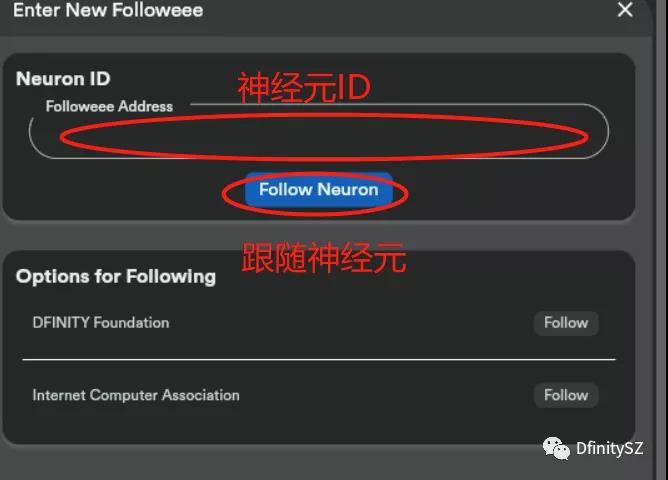 Enter New Followeee
Neuron ID
神经元ID
Followeee Address
Follow Neuron
跟随神经元
Options for Following
DFINITY Foundation
Follow
Internet Computer Association
Follow
DfinitySZ